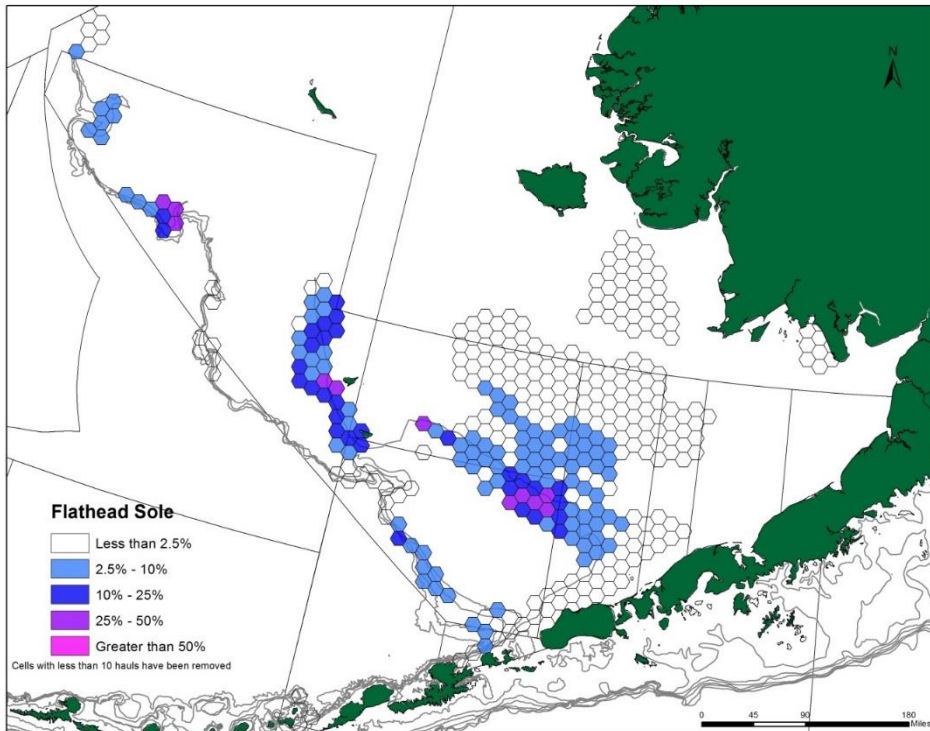 N
Flathead Sole
Less than 2.5%
2.5% - 10%
10% - 25%
25% - 50%
Greater than 50%
Cells with less than 10 hauls have been removed
0 45 90 180
Miles